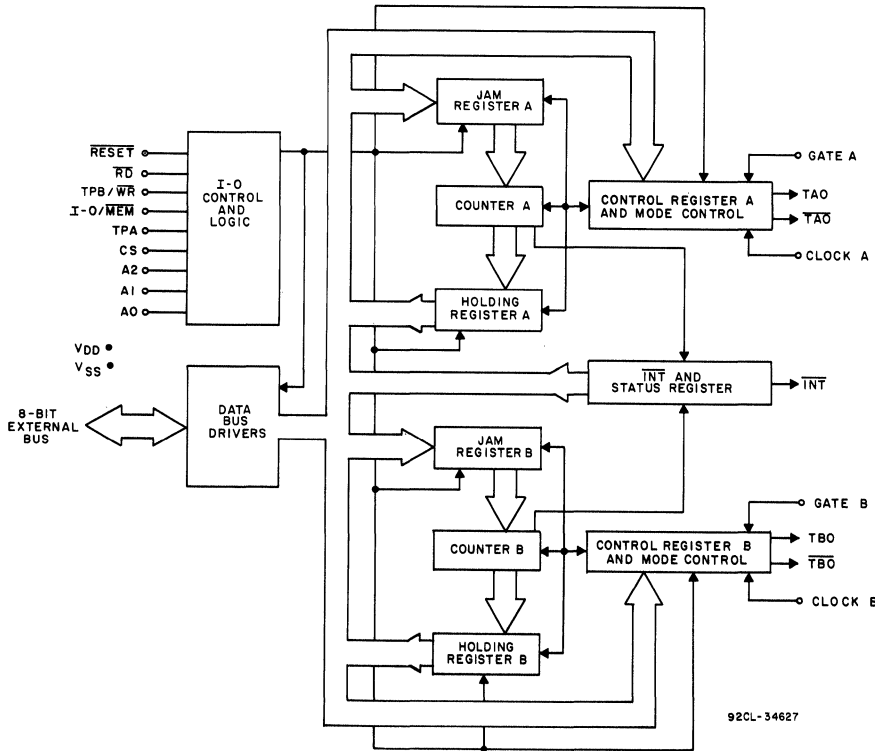 JAM
REGISTER A
RESET
RD
TPB/WR
I-O/MEM
TPA
CS
A2
A1
A0
I-O
CONTROL
AND
LOGIC
COUNTER A
CONTROL REGISTER A
AND MODE CONTROL
GATE A
TAO
TAO
CLOCK A
HOLDING
REGISTER A
VDD
VSS
INT AND
STATUS REGISTER
INT
8-BIT
EXTERNAL
BUS
DATA
BUS
DRIVERS
JAM
REGISTER B
COUNTER B
CONTROL REGISTER B
AND MODE CONTROL
GATE B
TBO
TBO
CLOCK B
HOLDING
REGISTER B
92CL-34627